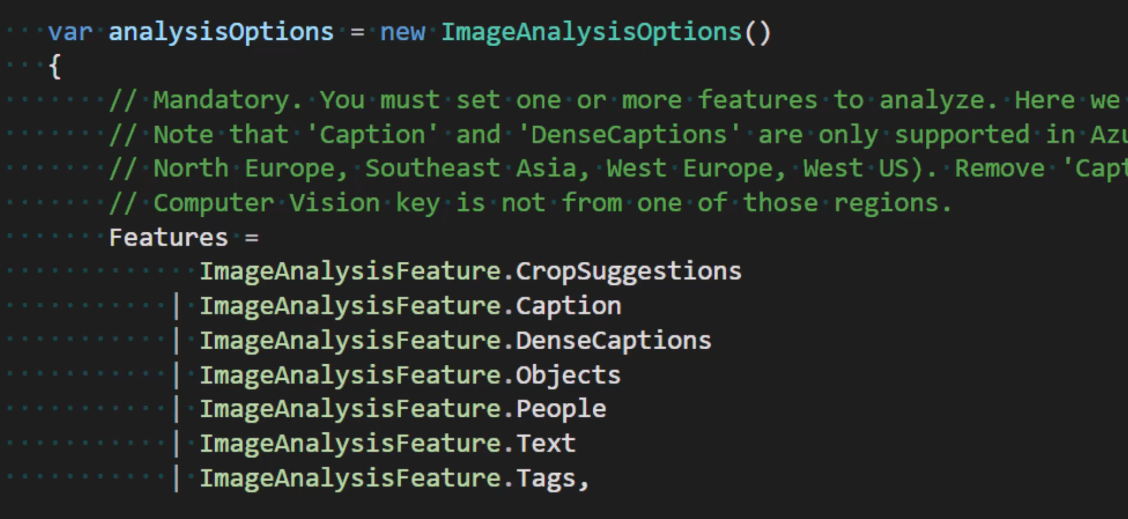 var analysisOptions = new ImageAnalysisOptions()
{
// Mandatory. You must set one or more features to analyze. Here we
// Note that 'Caption' and 'DenseCaptions' are only supported in
// North Europe, Southeast Asia, West Europe, West US). Remove
// Computer Vision key is not from one of those regions.
Features =
ImageAnalysisFeature.CropSuggestions
| ImageAnalysisFeature.Caption
| ImageAnalysisFeature.DenseCaptions
| ImageAnalysisFeature.Objects
| ImageAnalysisFeature.People
| ImageAnalysisFeature.Text
| ImageAnalysisFeature.Tags,